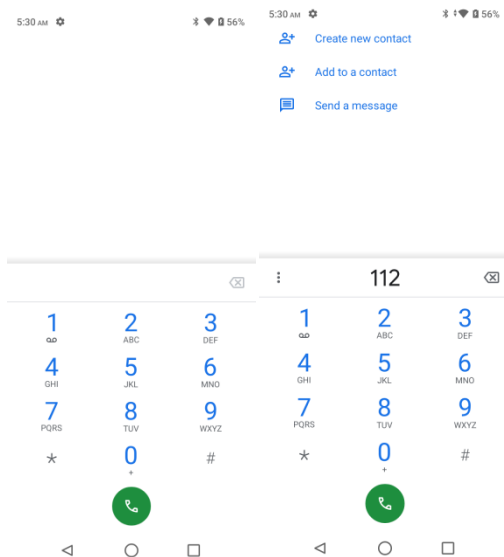 5:30 AM 56%
1 2 3
ABC DEF
4 5 6
GHI JKL MNO
7 8 9
PQRS TUV WXYZ
* 0 #
+
5:30 AM 56%
Create new contact
Add to a contact
Send a message
112
1 2 3
ABC DEF
4 5 6
GHI JKL MNO
7 8 9
PQRS TUV WXYZ
* 0 #
+